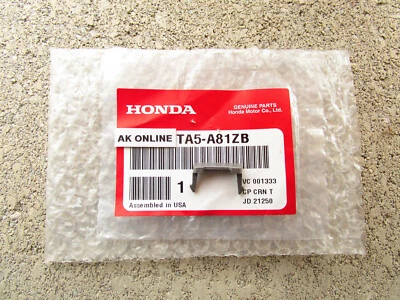 HONDA
GENUINE PARTS
Honda Motor Co., Ltd.
AK ONLINE
TA5-A81ZB
1
VC 001333
CP CRN T
JD 21250
Assembled in USA